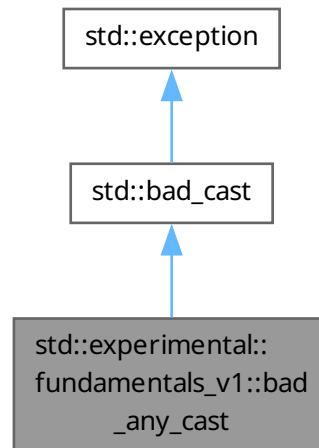 std::exception
std::bad_cast
std::experimental::
fundamentals_v1::bad
_any_cast